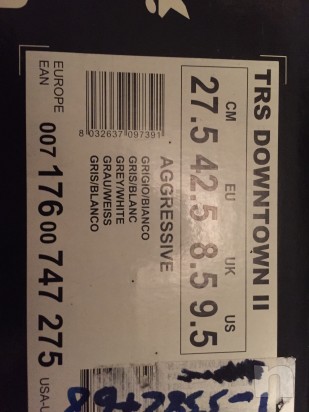 TRS DOWNTOWN II
CM EU UK US
27.5 42.5 8.5 9.5
AGGRESSIVE
8 032637 097391
GRIGIO/BIANCO
GRIS/BLANC
GREY/WHITE
GRAU/WEISS
GRIS/BLANCO
EUROPE
EAN 007 176 00 747 275